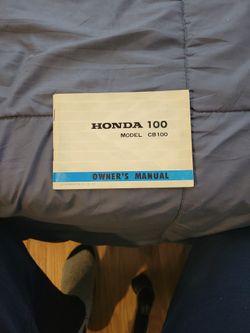 HONDA 100
MODEL CB100
OWNER'S MANUAL